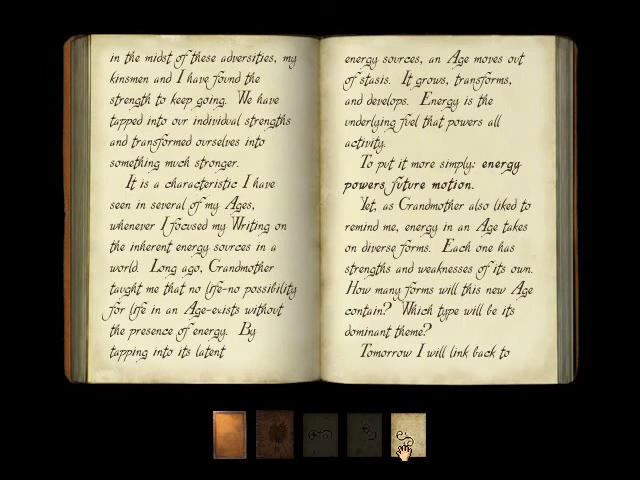 in the midst of these adversities, my
kinsmen and I have found the
strength to keep going. We have
tapped into our individual strengths
and transformed ourselves into
something much stronger.
It is a characteristic I have
seen in several of my Ages,
whenever I focused my Writing on
the inherent energy sources in a
world. Long ago, Grandmother
taught me that no life-no possibility
for life in an Age-exists without
the presence of energy. By
tapping into its latent
energy sources, an Age moves out
of stasis. It grows, transforms,
and develops. Energy is the
underlying fuel that powers all
activity.
To put it more simply: energy
powers future motion.
Yet, as Grandmother also liked to
remind me, energy in an Age takes
on diverse forms. Each one has
strengths and weaknesses of its own.
How many forms will this new Age
contain? Which type will be its
dominant theme?
Tomorrow I will link back to